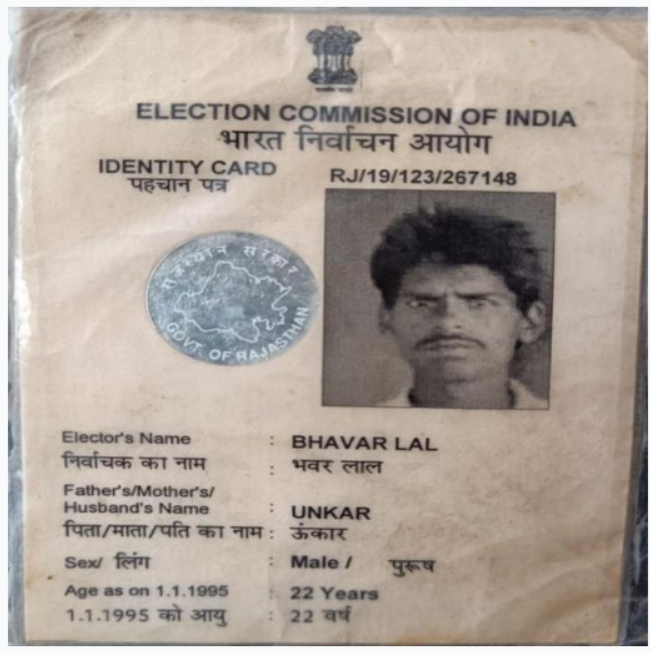 ELECTION COMMISSION OF INDIA
भारत निर्वाचन आयोग
IDENTITY CARD
पहचान पत्र
RJ/19/123/267148
राजस्थान सरकार
GOVT. OF RAJASTHAN
Elector's Name : BHAVAR LAL
निर्वाचक का नाम : भवर लाल
Father's/Mother's/
Husband's Name : UNKAR
पिता/माता/पति का नाम : ऊंकार
Sex/ लिंग : Male / पुरूष
Age as on 1.1.1995 : 22 Years
1.1.1995 को आयु : 22 वर्ष